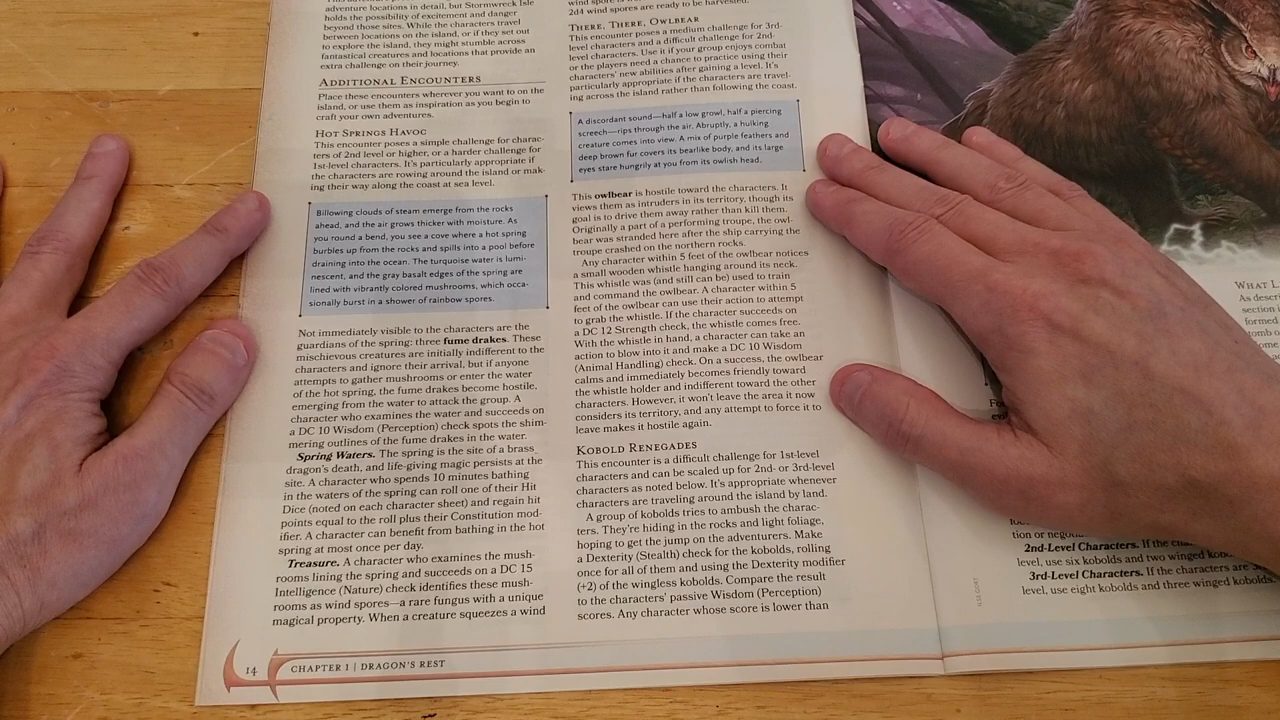 adventure locations in detail, but Stormwreck Isle
holds the possibility of excitement and danger
beyond those sites. While the characters travel
between locations on the island, or if they set out
to explore the island, they might stumble across
fantastical creatures and locations that provide an
extra challenge on their journey.
ADDITIONAL ENCOUNTERS
Place these encounters wherever you want to on the
island, or use them as inspiration as you begin to
craft your own adventures.
HOT SPRINGS HAVOC
This encounter poses a simple challenge for charac-
ters of 2nd level or higher, or a harder challenge for
1st-level characters. It's particularly appropriate if
the characters are rowing around the island or mak-
ing their way along the coast at sea level.
Billowing clouds of steam emerge from the rocks
ahead, and the air grows thicker with moisture. As
you round a bend, you see a cove where a hot spring
burbles up from the rocks and spills into a pool before
draining into the ocean. The turquoise water is lumi-
nescent, and the gray basalt edges of the spring are
lined with vibrantly colored mushrooms, which occa-
sionally burst in a shower of rainbow spores.
Not immediately visible to the characters are the
guardians of the spring: three fume drakes. These
mischievous creatures are initially indifferent to the
characters and ignore their arrival, but if anyone
attempts to gather mushrooms or enter the water
of the hot spring, the fume drakes become hostile,
emerging from the water to attack the group. A
character who examines the water and succeeds on
a DC 10 Wisdom (Perception) check spots the shim-
mering outlines of the fume drakes in the water.
Spring Waters. The spring is the site of a brass
dragon's death, and life-giving magic persists at the
site. A character who spends 10 minutes bathing
in the waters of the spring can roll one of their Hit
Dice (noted on each character sheet) and regain hit
points equal to the roll plus their Constitution mod-
ifier. A character can benefit from bathing in the hot
spring at most once per day.
Treasure. A character who examines the mush-
rooms lining the spring and succeeds on a DC 15
Intelligence (Nature) check identifies these mush-
rooms as wind spores—a rare fungus with a unique
magical property. When a creature squeezes a wind
2d4 wind spores are ready to be harvested.
THERE, THERE, OWLBEAR
This encounter poses a medium challenge for 3rd-
level characters and a difficult challenge for 2nd-
level characters. Use it if your group enjoys combat
or the players need a chance to practice using their
characters' new abilities after gaining a level. It's
particularly appropriate if the characters are travel-
ing across the island rather than following the coast.
A discordant sound—half a low growl, half a piercing
screech—rips through the air. Abruptly, a hulking
creature comes into view. A mix of purple feathers and
deep brown fur covers its bearlike body, and its large
eyes stare hungrily at you from its owlish head.
This owlbear is hostile toward the characters. It
views them as intruders in its territory, though its
goal is to drive them away rather than kill them.
Originally a part of a performing troupe, the owl-
bear was stranded here after the ship carrying the
troupe crashed on the northern rocks.
Any character within 5 feet of the owlbear notices
a small wooden whistle hanging around its neck.
This whistle was (and still can be) used to train
and command the owlbear. A character within 5
feet of the owlbear can use their action to attempt
to grab the whistle. If the character succeeds on
a DC 12 Strength check, the whistle comes free.
With the whistle in hand, a character can take an
action to blow into it and make a DC 10 Wisdom
(Animal Handling) check. On a success, the owlbear
calms and immediately becomes friendly toward
the whistle holder and indifferent toward the other
characters. However, it won't leave the area it now
considers its territory, and any attempt to force it to
leave makes it hostile again.
KOBOLD RENEGADES
This encounter is a difficult challenge for 1st-level
characters and can be scaled up for 2nd- or 3rd-level
characters as noted below. It's appropriate whenever
the characters are traveling around the island by land.
A group of kobolds tries to ambush the charac-
ters. They're hiding in the rocks and light foliage,
hoping to get the jump on the adventurers. Make
a Dexterity (Stealth) check for the kobolds, rolling
once for all of them and using the Dexterity modifier
(+2) of the wingless kobolds. Compare the result
to the characters' passive Wisdom (Perception)
scores. Any character whose score is lower than
14 CHAPTER 1 | DRAGON'S REST
WHAT
As
section
formed
tion or
2nd-Level Characters. If the
level, use six kobolds and two winged
3rd-Level Characters. If the characters are
level, use eight kobolds and three winged kobolds.